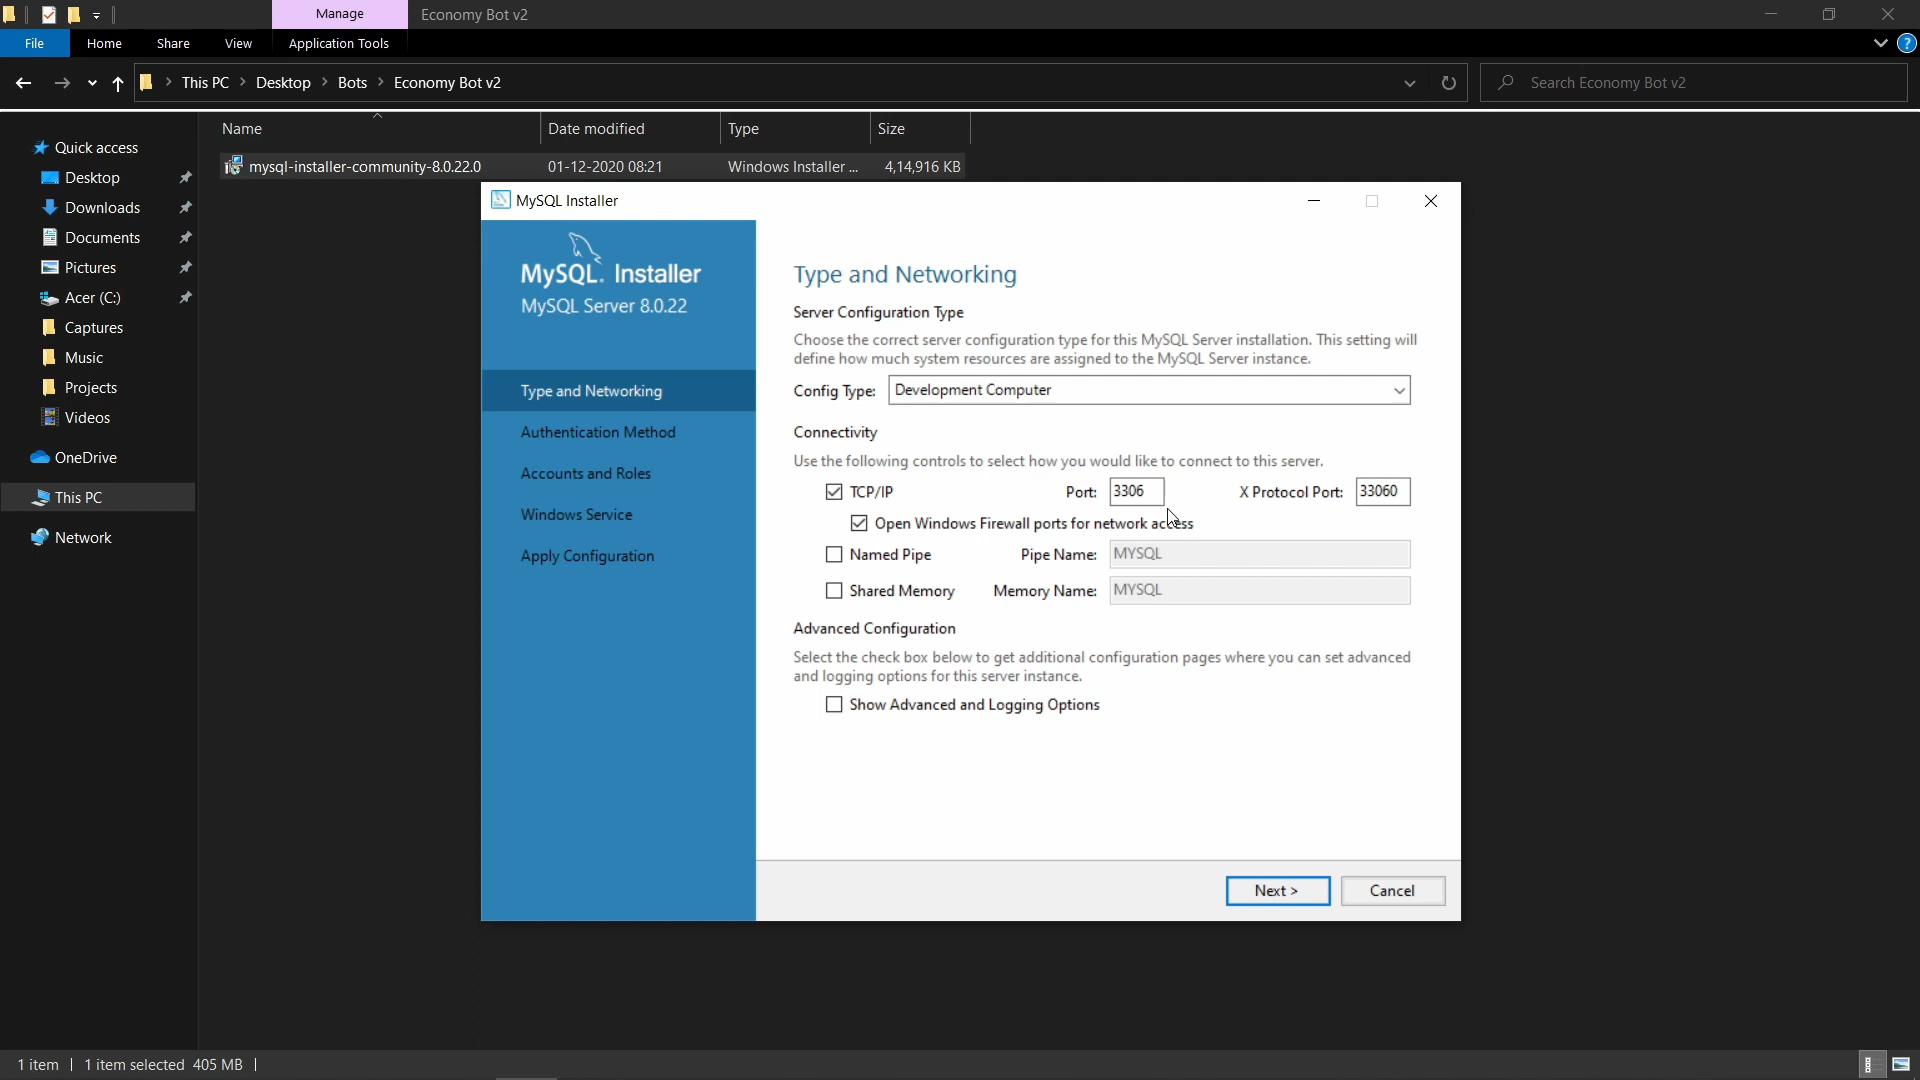 Manage
Economy Bot v2
File
Home
Share
View
Application Tools
?
This PC
Desktop
Bots
Economy Bot v2
Search Economy Bot v2
Name
Date modified
Type
Size
mysql-installer-community-8.0.22.0
01-12-2020 08:21
Windows Installer ...
4,14,916 KB
Quick access
Desktop
Downloads
Documents
Pictures
Acer (C:)
Captures
Music
Projects
Videos
OneDrive
This PC
Network
MySQL Installer
MySQL. Installer
MySQL Server 8.0.22
Type and Networking
Authentication Method
Accounts and Roles
Windows Service
Apply Configuration
Type and Networking
Server Configuration Type
Choose the correct server configuration type for this MySQL Server installation. This setting will
define how much system resources are assigned to the MySQL Server instance.
Config Type:
Development Computer
Connectivity
Use the following controls to select how you would like to connect to this server.
TCP/IP
Port:
3306
X Protocol Port:
33060
Open Windows Firewall ports for network access
Named Pipe
Pipe Name:
MYSQL
Shared Memory
Memory Name:
MYSQL
Advanced Configuration
Select the check box below to get additional configuration pages where you can set advanced
and logging options for this server instance.
Show Advanced and Logging Options
Next >
Cancel
1 item
1 item selected 405 MB